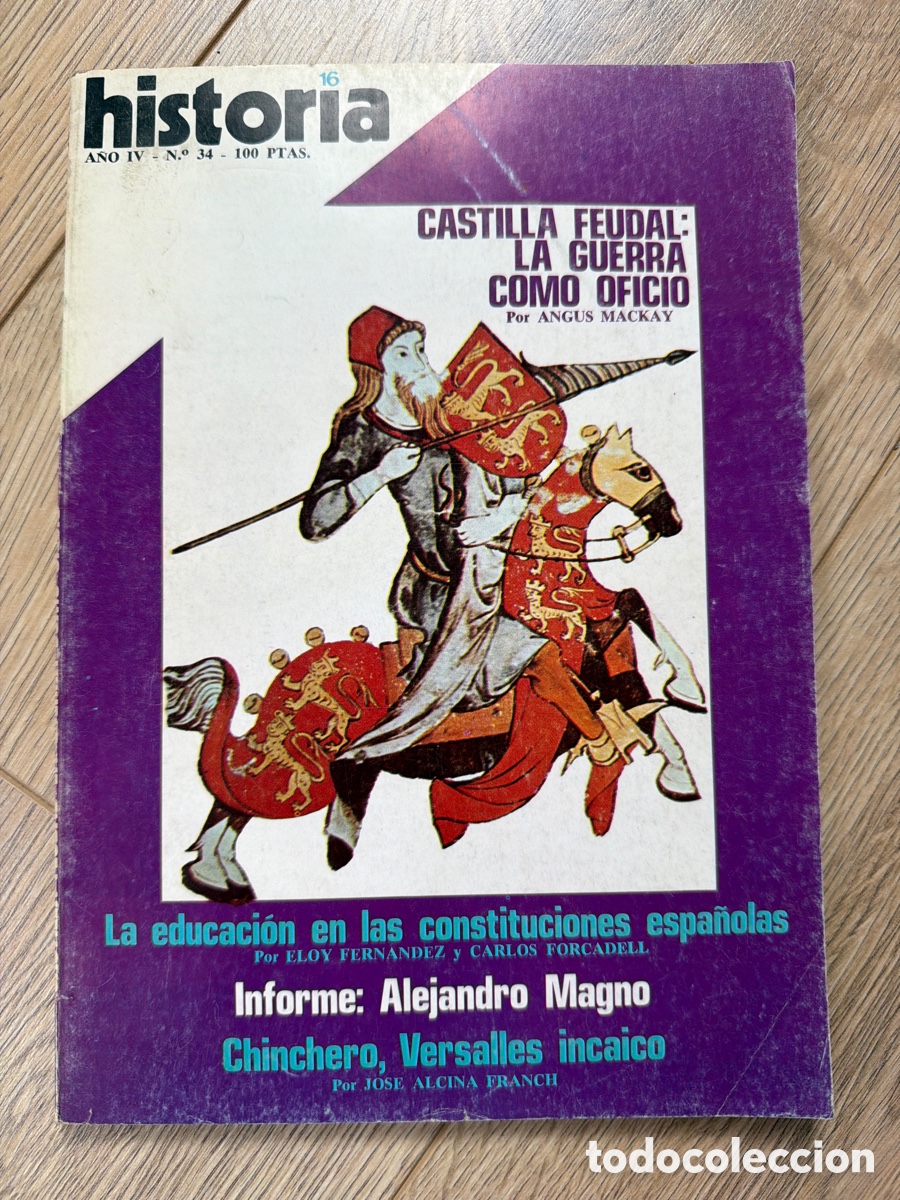 16
historia
AÑO IV - N.º 34 - 100 PTAS.
CASTILLA FEUDAL:
LA GUERRA
COMO OFICIO
Por ANGUS MACKAY
La educación en las constituciones españolas
Por ELOY FERNANDEZ y CARLOS FORCADELL
Informe: Alejandro Magno
Chinchero, Versalles incaico
Por JOSE ALCINA FRANCH
todocoleccion